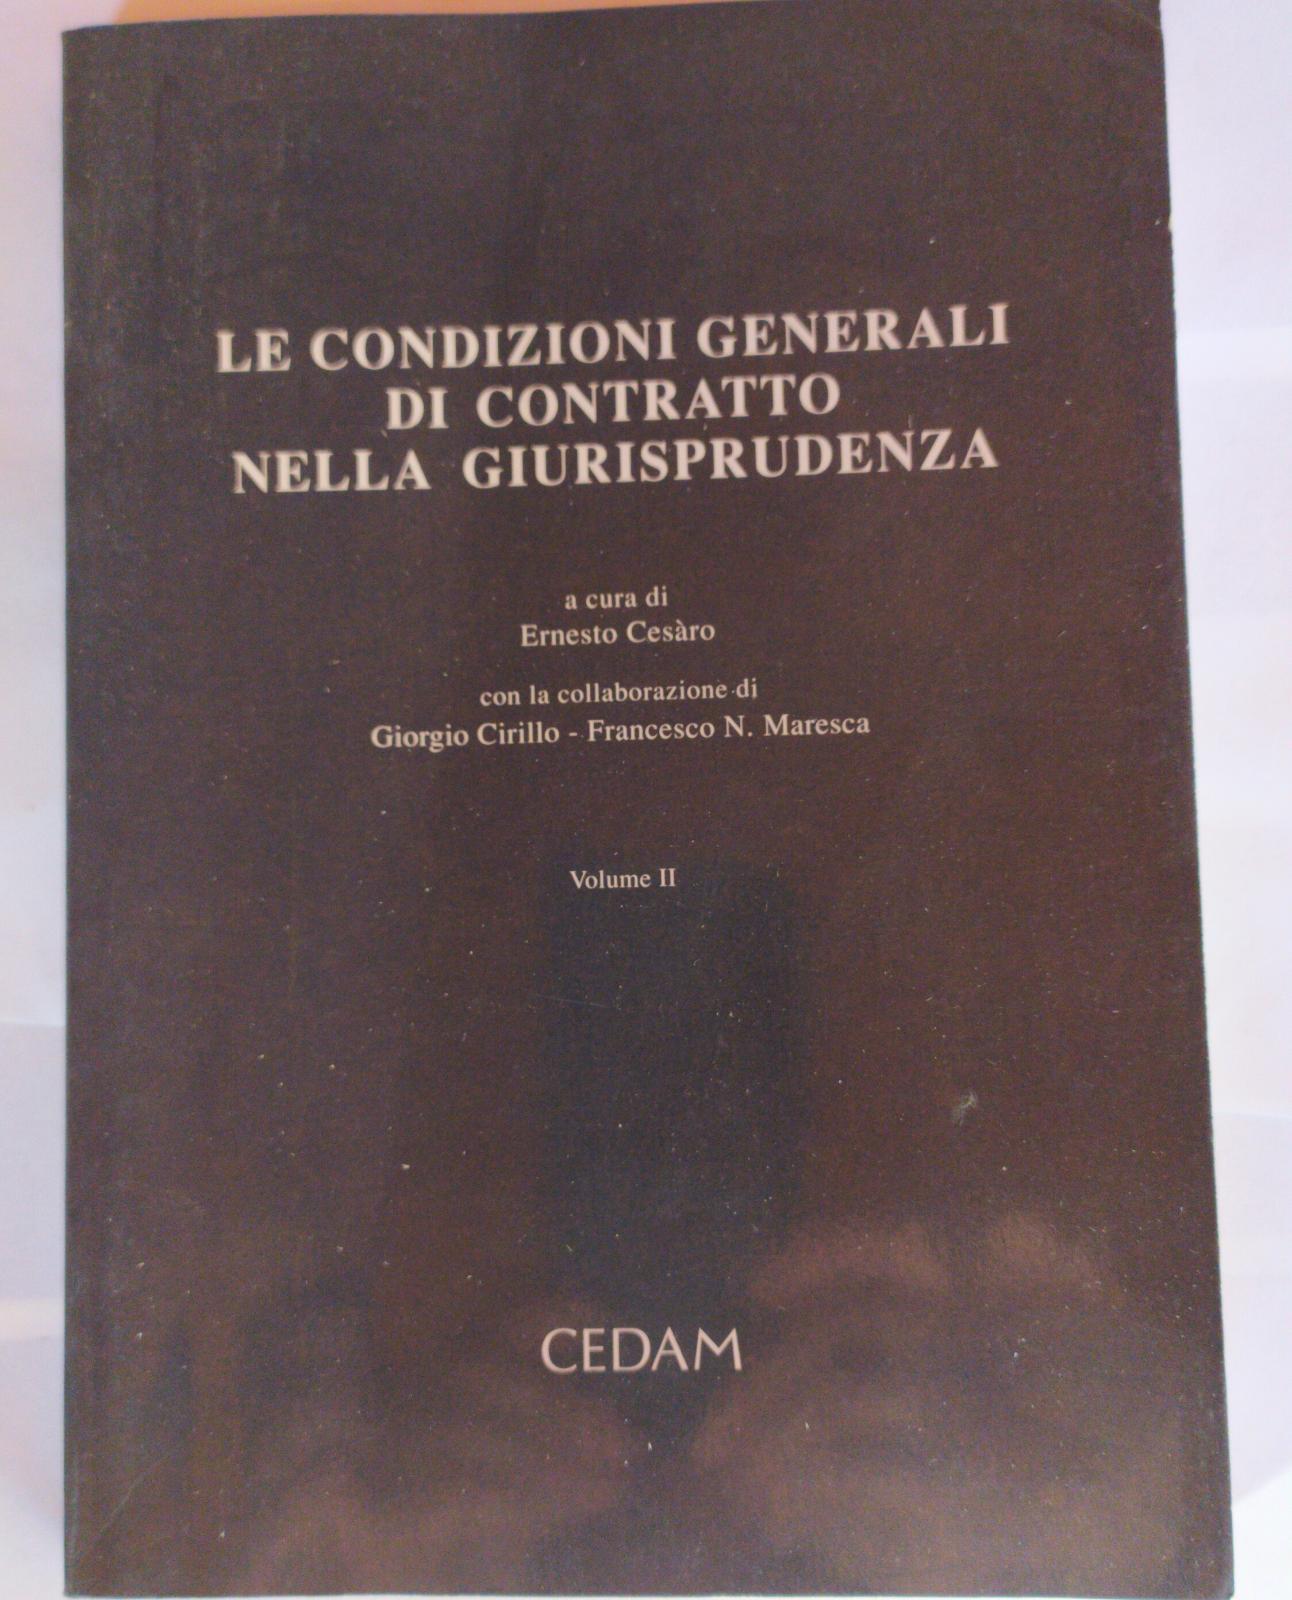 LE CONDIZIONI GENERALI
DI CONTRATTO
NELLA GIURISPRUDENZA
a cura di
Ernesto Cesàro
con la collaborazione di
Giorgio Cirillo - Francesco N. Maresca
Volume II
CEDAM